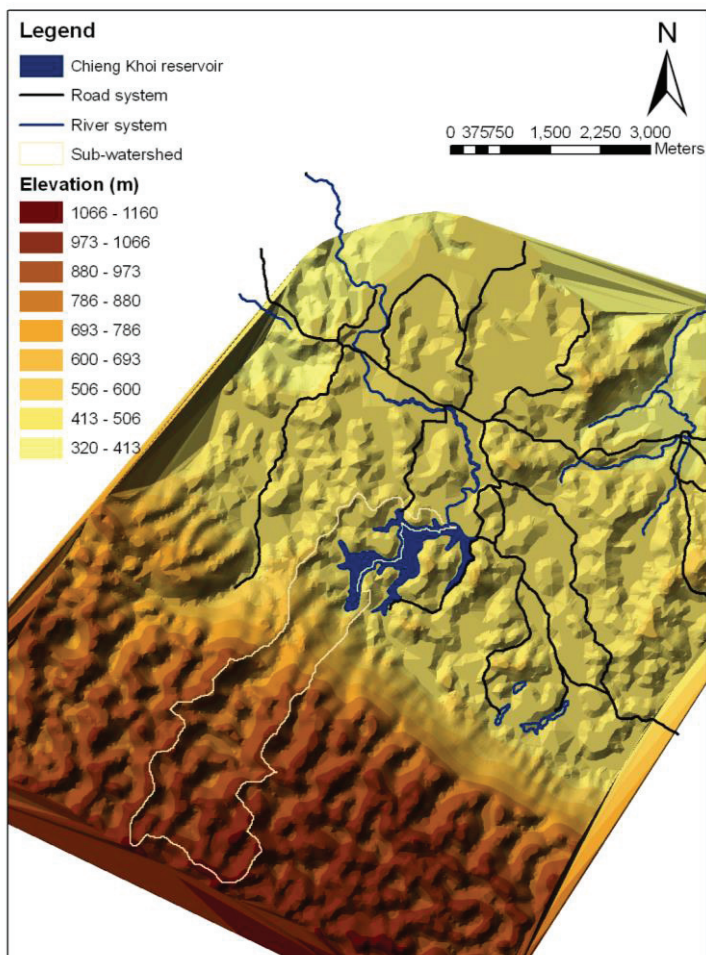 Legend
Chieng Khoi reservoir
Road system
River system
Sub-watershed
Elevation (m)
1066 - 1160
973 - 1066
880 - 973
786 - 880
693 - 786
600 - 693
506 - 600
413 - 506
320 - 413
N
0 375750 1,500 2,250 3,000
Meters